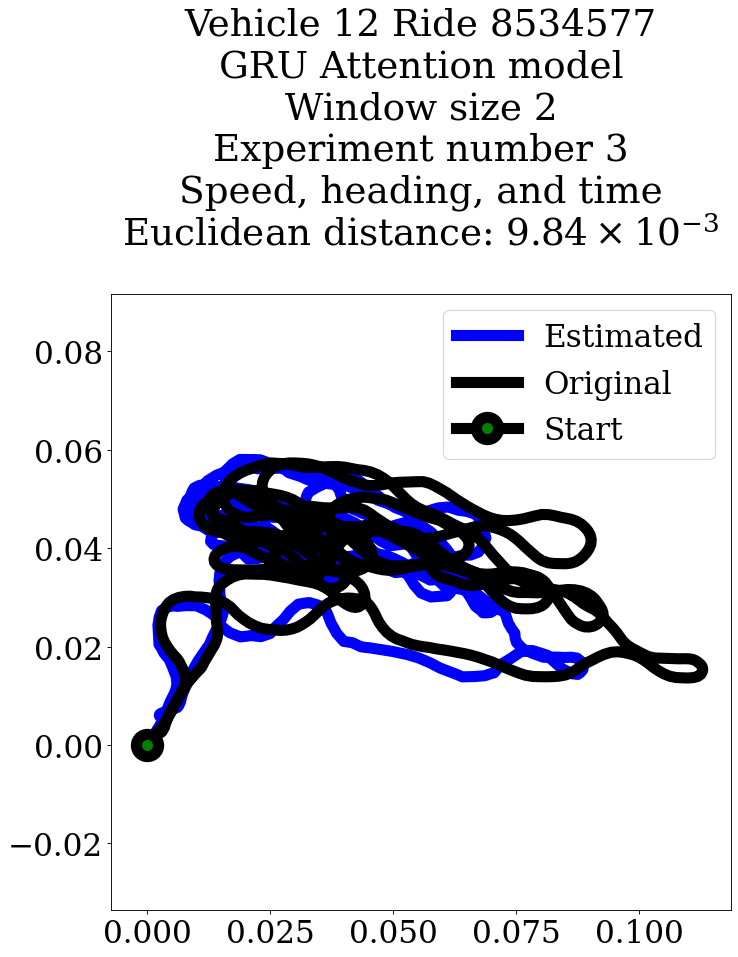 Vehicle 12 Ride 8534577
GRU Attention model
Window size 2
Experiment number 3
Speed, heading, and time
Euclidean distance: 9.84 × 10⁻³
Estimated
Original
Start
0.08
0.06
0.04
0.02
0.00
−0.02
0.000 0.025 0.050 0.075 0.100